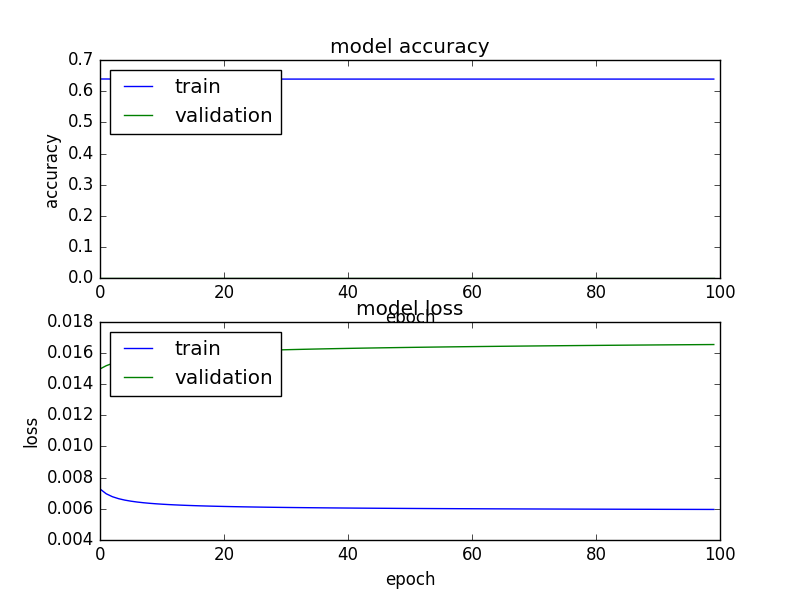 model accuracy
0.7
0.6
0.5
0.4
0.3
0.2
0.1
0.0
accuracy
train
validation
0 20 40 60 80 100
epoch
model loss
0.018
0.016
0.014
0.012
0.010
0.008
0.006
0.004
loss
train
validation
0 20 40 60 80 100
epoch